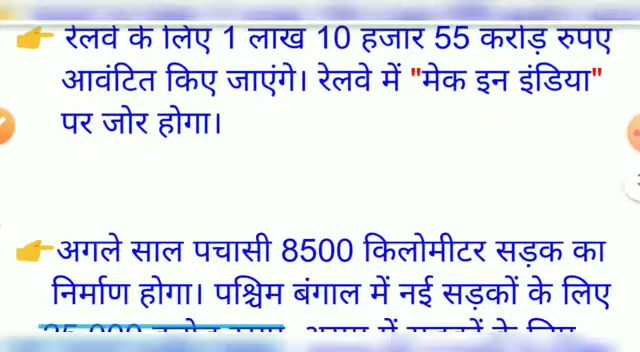 रेलवे के लिए 1 लाख 10 हजार 55 करोड़ रुपए
आवंटित किए जाएंगे। रेलवे में "मेक इन इंडिया"
पर जोर होगा।
अगले साल पचासी 8500 किलोमीटर सड़क का
निर्माण होगा। पश्चिम बंगाल में नई सड़कों के लिए